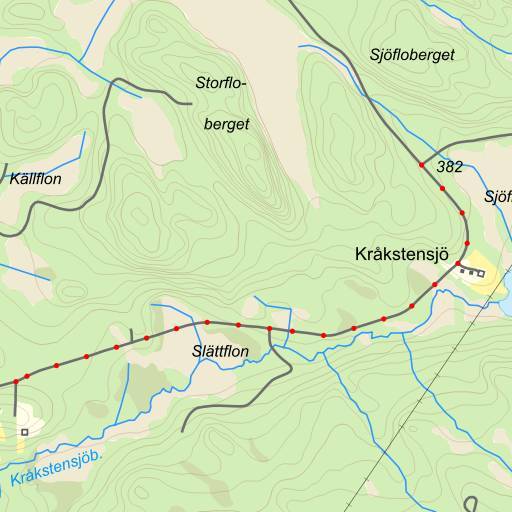 Sjöfloberget
Storflo-
berget
382
Källflon
Sjöf
Kråkstensjö
Slättflon
Kråkstensjöb.